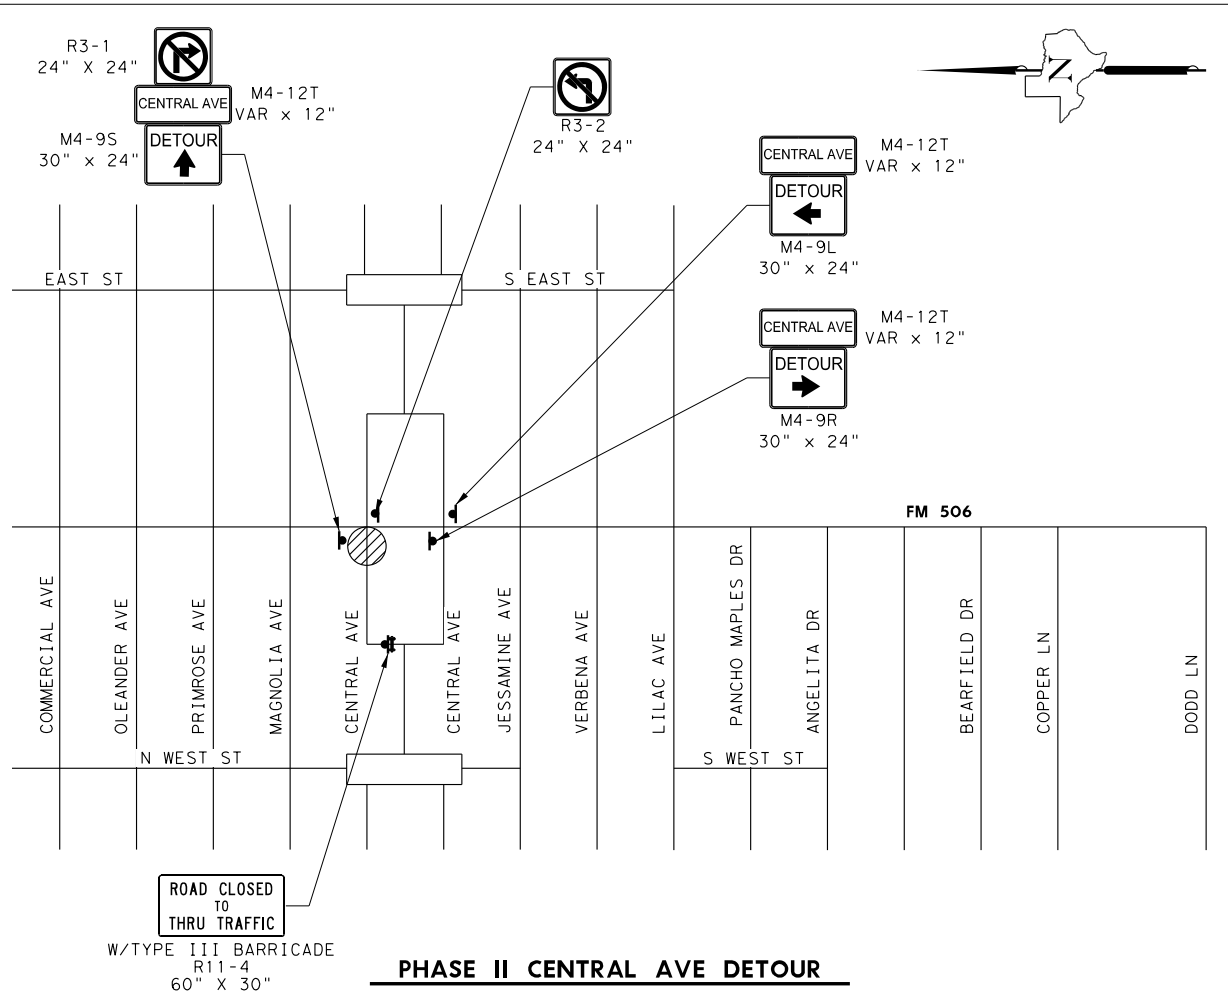 R3-1
24" X 24"
CENTRAL AVE
M4-12T
VAR x 12"
M4-9S
30" x 24"
DETOUR
R3-2
24" X 24"
N
CENTRAL AVE
M4-12T
VAR x 12"
DETOUR
M4-9L
30" x 24"
CENTRAL AVE
M4-12T
VAR x 12"
DETOUR
M4-9R
30" x 24"
EAST ST
S EAST ST
FM 506
COMMERCIAL AVE
OLEANDER AVE
PRIMROSE AVE
MAGNOLIA AVE
CENTRAL AVE
CENTRAL AVE
JESSAMINE AVE
VERBENA AVE
LILAC AVE
PANCHO MAPLES DR
ANGELITA DR
BEARFIELD DR
COPPER LN
DODD LN
N WEST ST
S WEST ST
ROAD CLOSED
TO
THRU TRAFFIC
W/TYPE III BARRICADE
R11-4
60" X 30"
PHASE II CENTRAL AVE DETOUR